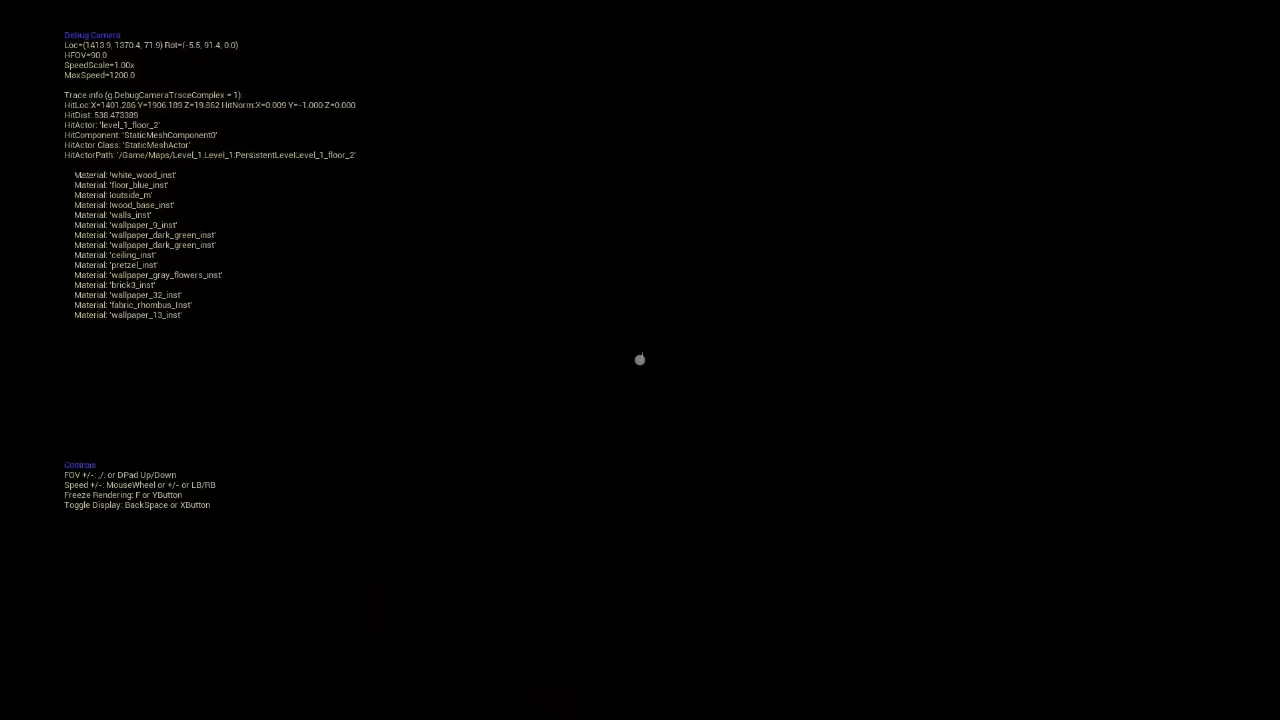 Debug Camera
Loc=(1413.9, 1370.4, 71.9) Rot=(-5.5, 91.4, 0.0)
HFOV=90.0
SpeedScale=1.00x
MaxSpeed=1200.0
Trace info (g.DebugCameraTraceComplex = 1):
HitLoc:X=1401.286 Y=1906.189 Z=19.862 HitNorm:X=0.009 Y=-1.000 Z=0.000
HitDist: 538.473389
HitActor: 'level_1_floor_2'
HitComponent: 'StaticMeshComponent0'
HitActor Class: 'StaticMeshActor'
HitActorPath: '/Game/Maps/Level_1.Level_1:PersistentLevel.level_1_floor_2'
Material: 'white_wood_inst'
Material: 'floor_blue_inst'
Material: 'outside_m'
Material: 'wood_base_inst'
Material: 'walls_inst'
Material: 'wallpaper_9_inst'
Material: 'wallpaper_dark_green_inst'
Material: 'wallpaper_dark_green_inst'
Material: 'ceiling_inst'
Material: 'pretzel_inst'
Material: 'wallpaper_gray_flowers_inst'
Material: 'brick3_inst'
Material: 'wallpaper_32_inst'
Material: 'fabric_rhombus_Inst'
Material: 'wallpaper_13_inst'
Controls
FOV +/-: ,/. or DPad Up/Down
Speed +/-: MouseWheel or +/- or LB/RB
Freeze Rendering: F or YButton
Toggle Display: BackSpace or XButton